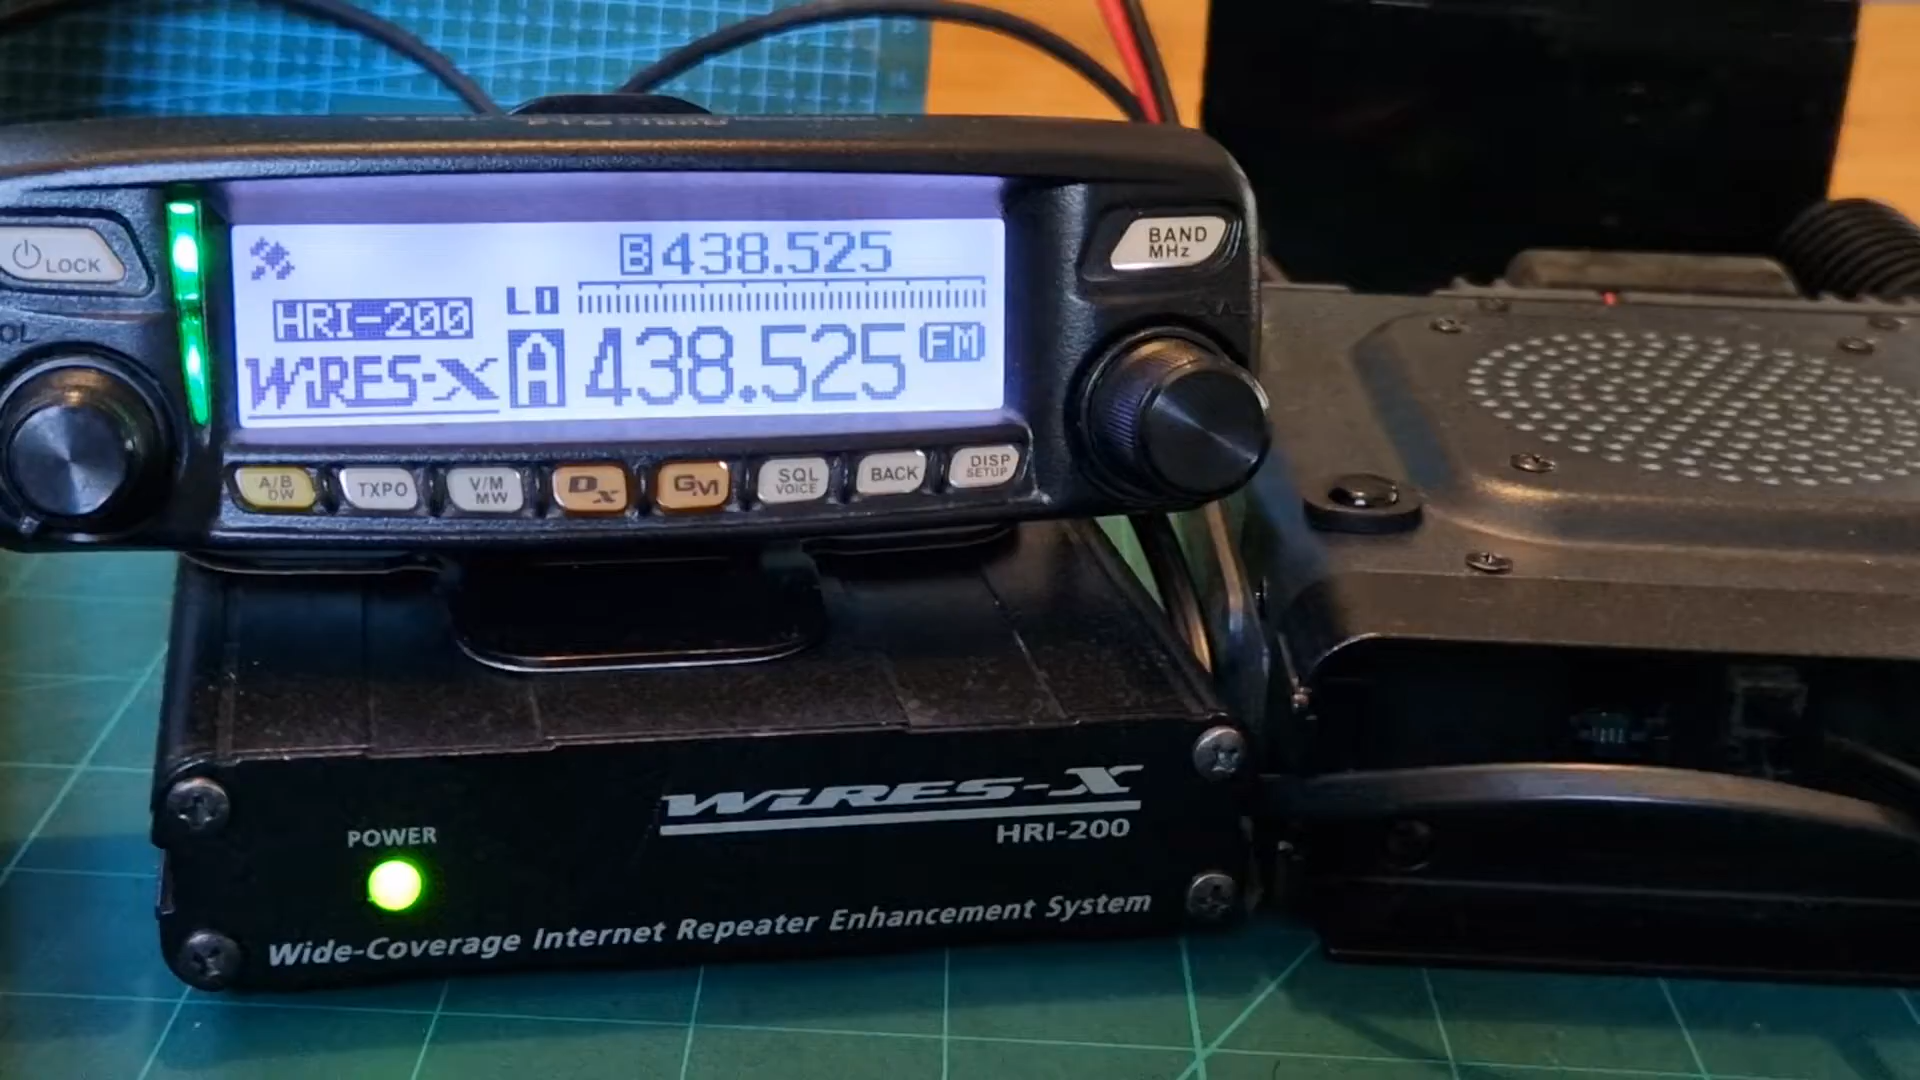 LOCK
B 438.525
BAND
MHz
LO
HRI-200
WiRES-X
A 438.525 FM
A/B
DW
TXPO
V/M
MW
DX
GM
SQL
VOICE
BACK
DISP
SETUP
WiRES-X
HRI-200
POWER
Wide-Coverage Internet Repeater Enhancement System